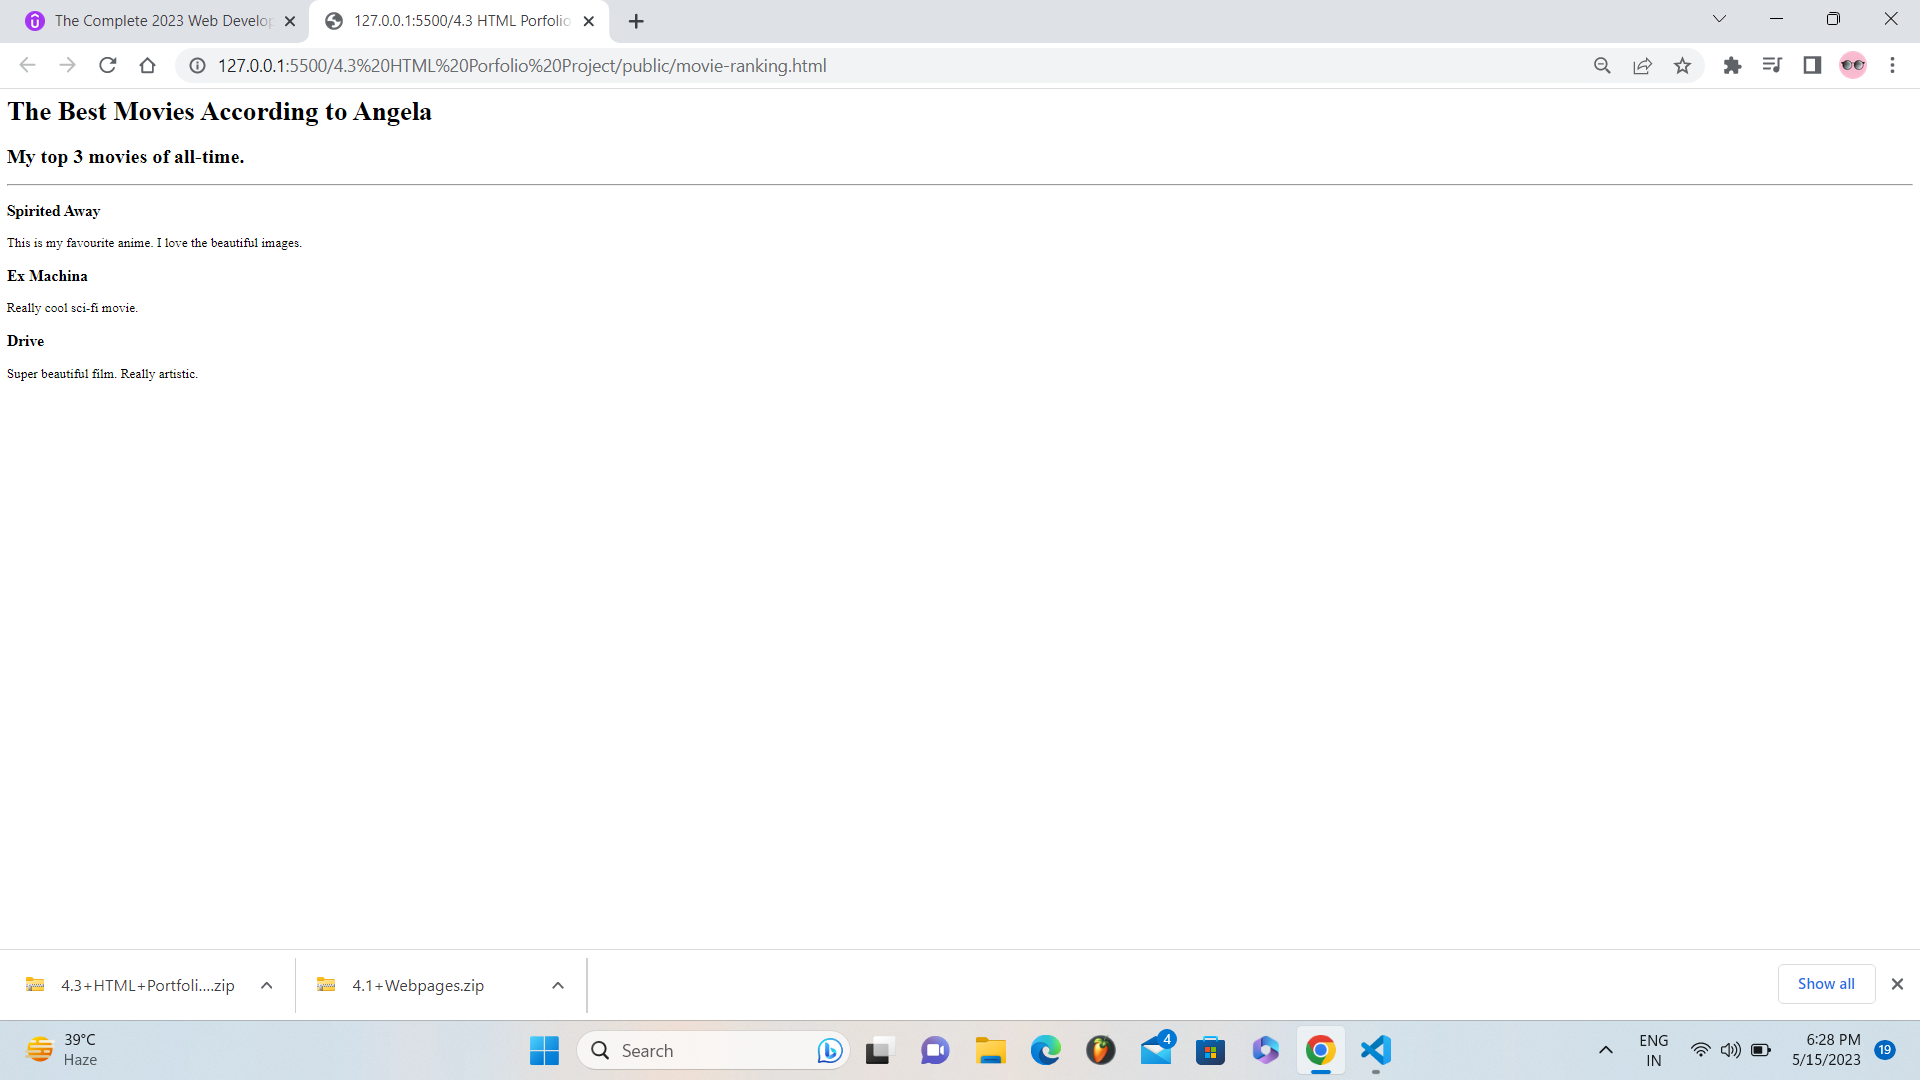 The Complete 2023 Web Develop
127.0.0.1:5500/4.3 HTML Porfolio
127.0.0.1:5500/4.3%20HTML%20Porfolio%20Project/public/movie-ranking.html
The Best Movies According to Angela
My top 3 movies of all-time.
Spirited Away
This is my favourite anime. I love the beautiful images.
Ex Machina
Really cool sci-fi movie.
Drive
Super beautiful film. Really artistic.
4.3+HTML+Portfoli....zip
4.1+Webpages.zip
Show all
39°C
Haze
Search
4
ENG
IN
6:28 PM
5/15/2023
19